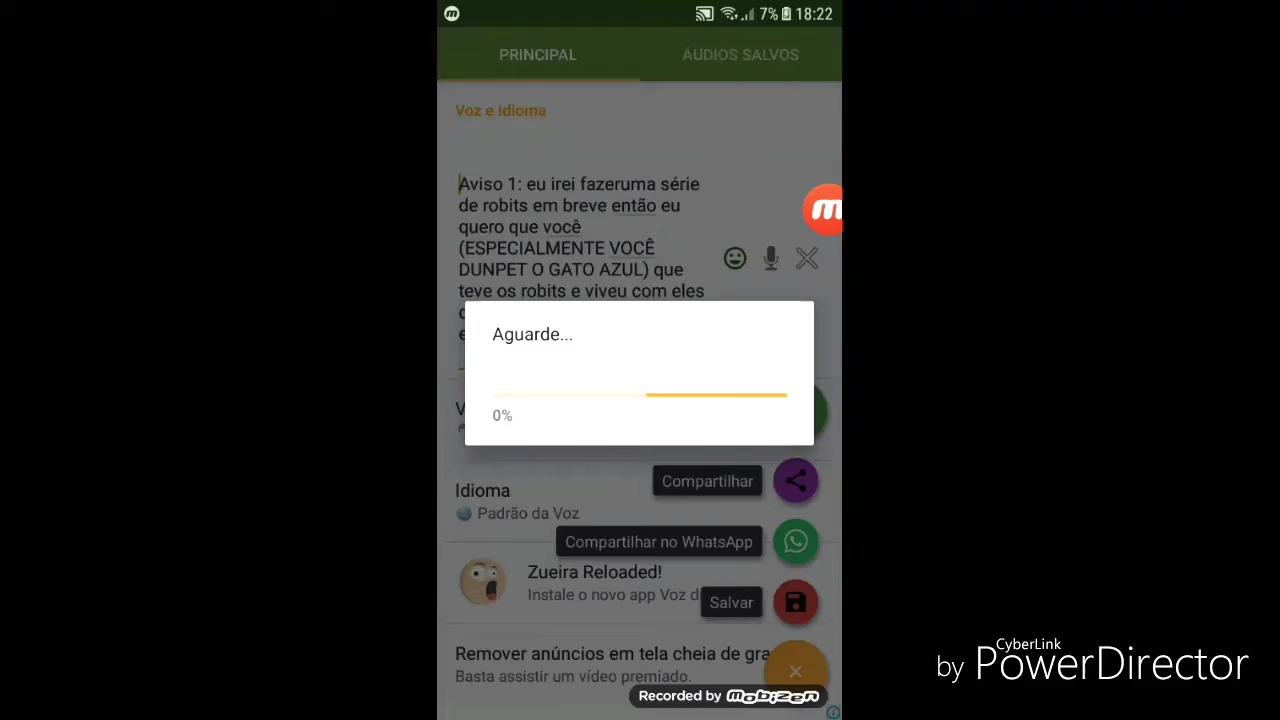 7% 18:22
PRINCIPAL ÁUDIOS SALVOS
Voz e Idioma
Aviso 1: eu irei fazeruma série
de robits em breve então eu
quero que você
(ESPECIALMENTE VOCÊ
DUNPET O GATO AZUL) que
teve os robits e viveu com eles
Aguarde...
0%
Compartilhar
Idioma
Padrão da Voz
Compartilhar no WhatsApp
Zueira Reloaded!
Instale o novo app Voz d
Salvar
Remover anúncios em tela cheia de gra
Basta assistir um vídeo premiado.
Recorded by mobizen
CyberLink
by PowerDirector